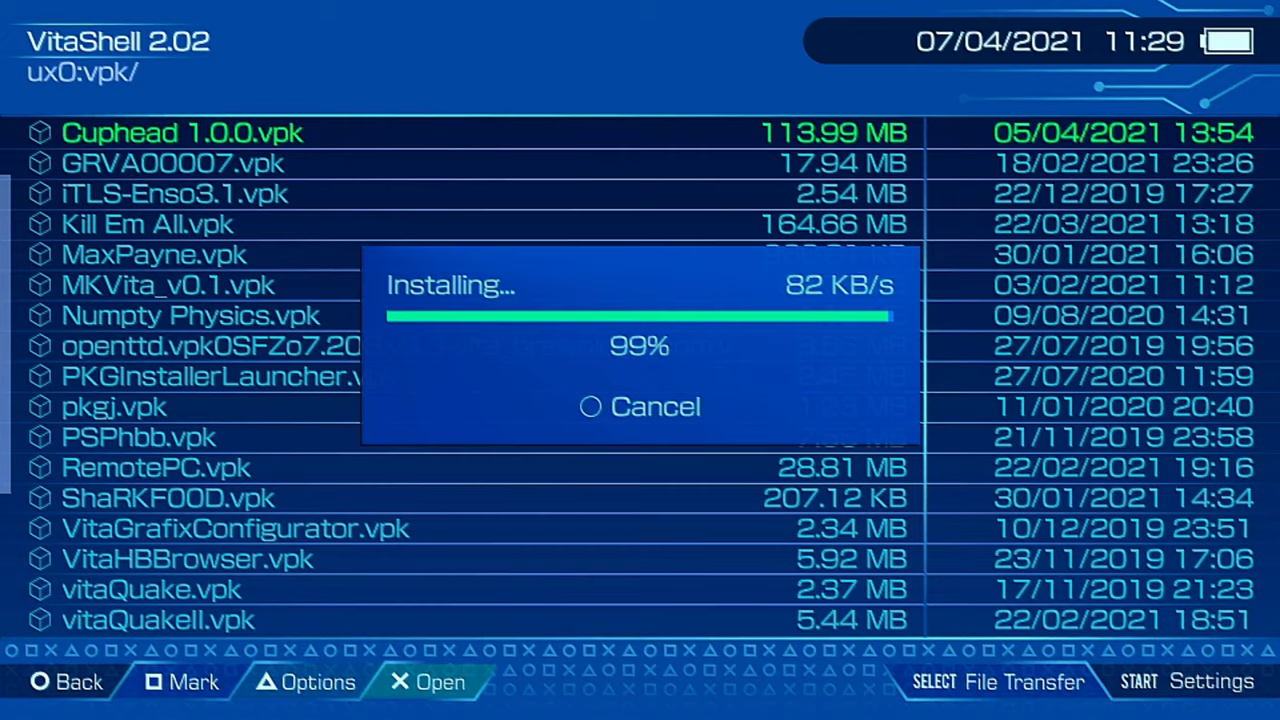 VitaShell 2.02
07/04/2021 11:29
ux0:vpk/
Cuphead 1.0.0.vpk 113.99 MB 05/04/2021 13:54
GRVA00007.vpk 17.94 MB 18/02/2021 23:26
iTLS-Enso3.1.vpk 2.54 MB 22/12/2019 17:27
Kill Em All.vpk 164.66 MB 22/03/2021 13:18
MaxPayne.vpk 30/01/2021 16:06
MKVita_v0.1.vpk 03/02/2021 11:12
Numpty Physics.vpk 09/08/2020 14:31
openttd.vpk0SFZo7.20 27/07/2019 19:56
PKGInstallerLauncher.v 27/07/2020 11:59
pkgj.vpk 11/01/2020 20:40
PSPhbb.vpk 21/11/2019 23:58
RemotePC.vpk 28.81 MB 22/02/2021 19:16
ShaRKF00D.vpk 207.12 KB 30/01/2021 14:34
VitaGrafixConfigurator.vpk 2.34 MB 10/12/2019 23:51
VitaHBBrowser.vpk 5.92 MB 23/11/2019 17:06
vitaQuake.vpk 2.37 MB 17/11/2019 21:23
vitaQuakeII.vpk 5.44 MB 22/02/2021 18:51
Installing... 82 KB/s
99%
Cancel
Back Mark Options Open SELECT File Transfer START Settings